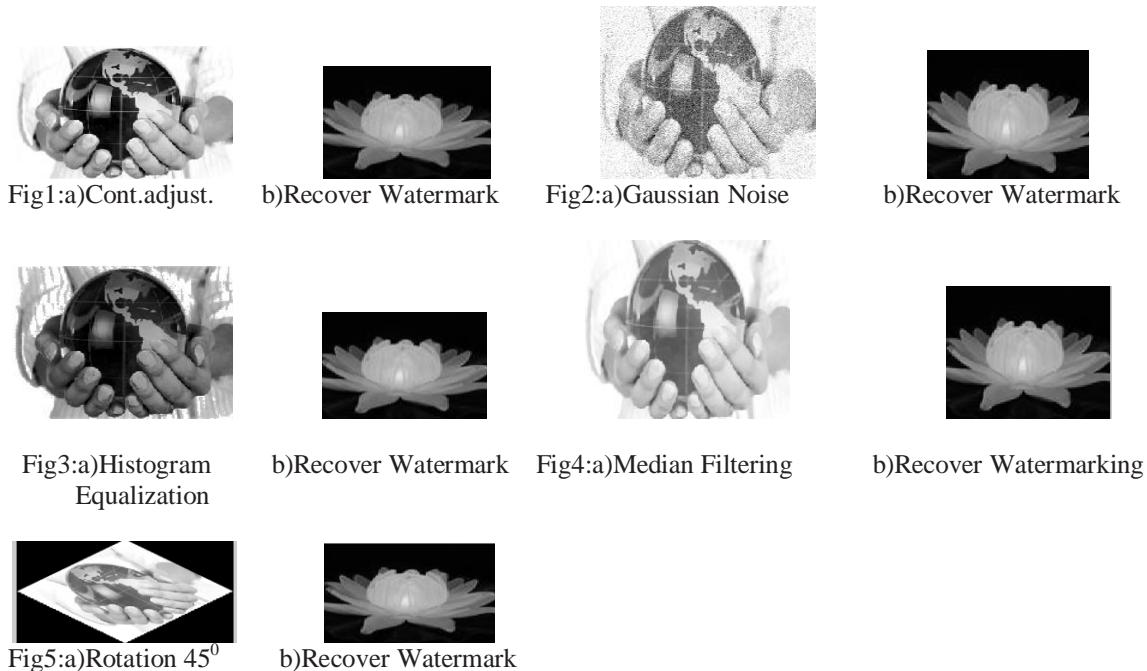 Fig1:a)Cont.adjust. b)Recover Watermark Fig2:a)Gaussian Noise b)Recover Watermark
Fig3:a)Histogram b)Recover Watermark Fig4:a)Median Filtering b)Recover Watermarking
Equalization
Fig5:a)Rotation 45⁰ b)Recover Watermark